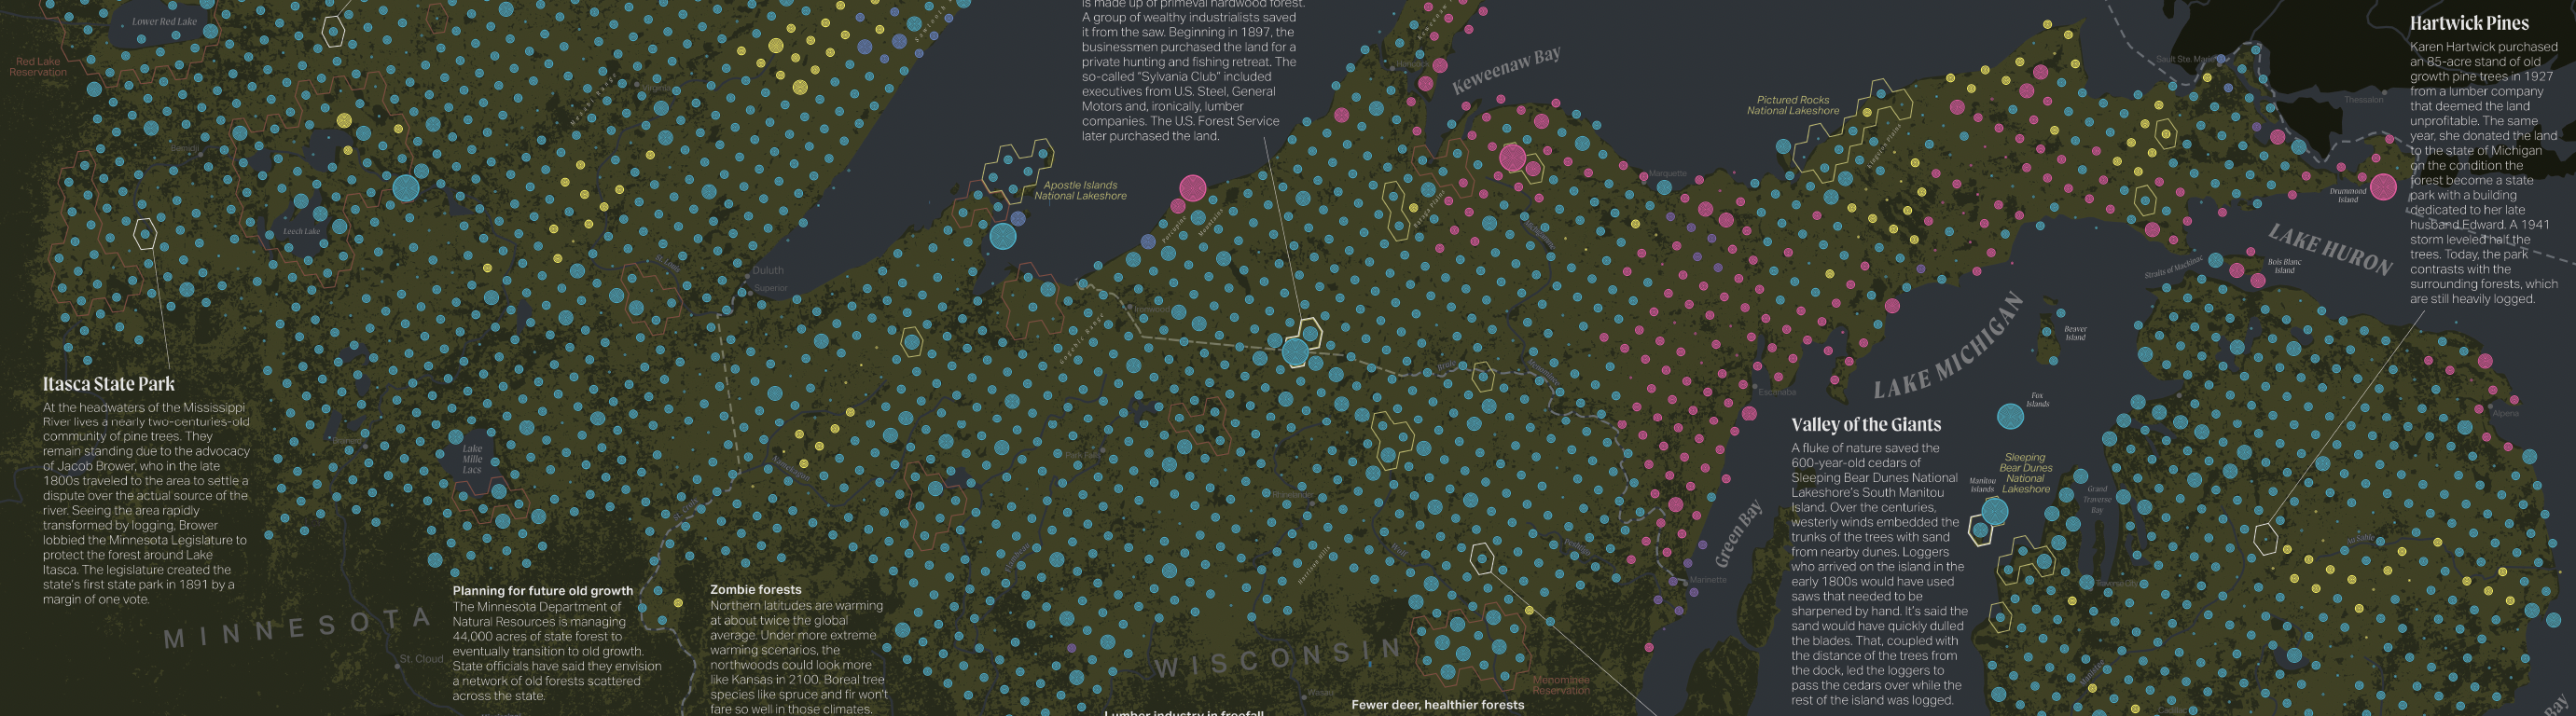 Lower Red Lake
Red Lake
Reservation
Leech Lake
Itasca State Park
At the headwaters of the Mississippi
River lives a nearly two-centuries-old
community of pine trees. They
remain standing due to the advocacy
of Jacob Brower, who in the late
1800s traveled to the area to settle a
dispute over the actual source of the
river. Seeing the area rapidly
transformed by logging, Brower
lobbied the Minnesota Legislature to
protect the forest around Lake
Itasca. The legislature created the
state's first state park in 1891 by a
margin of one vote.
MINNESOTA
St. Cloud
Lake
Mille
Lacs
Planning for future old growth
The Minnesota Department of
Natural Resources is managing
44,000 acres of state forest to
eventually transition to old growth.
State officials have said they envision
a network of old forests scattered
across the state.
Zombie forests
Northern latitudes are warming
at about twice the global
average. Under more extreme
warming scenarios, the
northwoods could look more
like Kansas in 2100. Boreal tree
species like spruce and fir won't
fare so well in those climates.
Duluth
Superior
is made up of primeval hardwood forest.
A group of wealthy industrialists saved
it from the saw. Beginning in 1897, the
businessmen purchased the land for a
private hunting and fishing retreat. The
so-called “Sylvania Club” included
executives from U.S. Steel, General
Motors and, ironically, lumber
companies. The U.S. Forest Service
later purchased the land.
Apostle Islands
National Lakeshore
Porcupine Mountains
Ironwood
Gogebic Range
Rhinelander
Park Falls
WISCONSIN
Wausau
Lumber industry in freefall
Fewer deer, healthier forests
Menominee
Reservation
Keweenaw Bay
Marquette
Escanaba
Marinette
Green Bay
Pictured Rocks
National Lakeshore
Kingston Plains
Sault Ste. Marie
Thessalon
Drummond
Island
Bois Blanc
Island
Straits of Mackinac
LAKE MICHIGAN
LAKE HURON
Beaver
Island
Fox
Islands
Valley of the Giants
A fluke of nature saved the
600-year-old cedars of
Sleeping Bear Dunes National
Lakeshore's South Manitou
Island. Over the centuries,
westerly winds embedded the
trunks of the trees with sand
from nearby dunes. Loggers
who arrived on the island in the
early 1800s would have used
saws that needed to be
sharpened by hand. It's said the
sand would have quickly dulled
the blades. That, coupled with
the distance of the trees from
the dock, led the loggers to
pass the cedars over while the
rest of the island was logged.
Sleeping
Bear Dunes
National
Lakeshore
Manitou
Islands
Grand
Traverse
Bay
Traverse City
Manistee
Au Sable
Alpena
Hartwick Pines
Karen Hartwick purchased
an 85-acre stand of old
growth pine trees in 1927
from a lumber company
that deemed the land
unprofitable. The same
year, she donated the land
to the state of Michigan
on the condition the
forest become a state
park with a building
dedicated to her late
husband Edward. A 1941
storm leveled half the
trees. Today, the park
contrasts with the
surrounding forests, which
are still heavily logged.
Bay